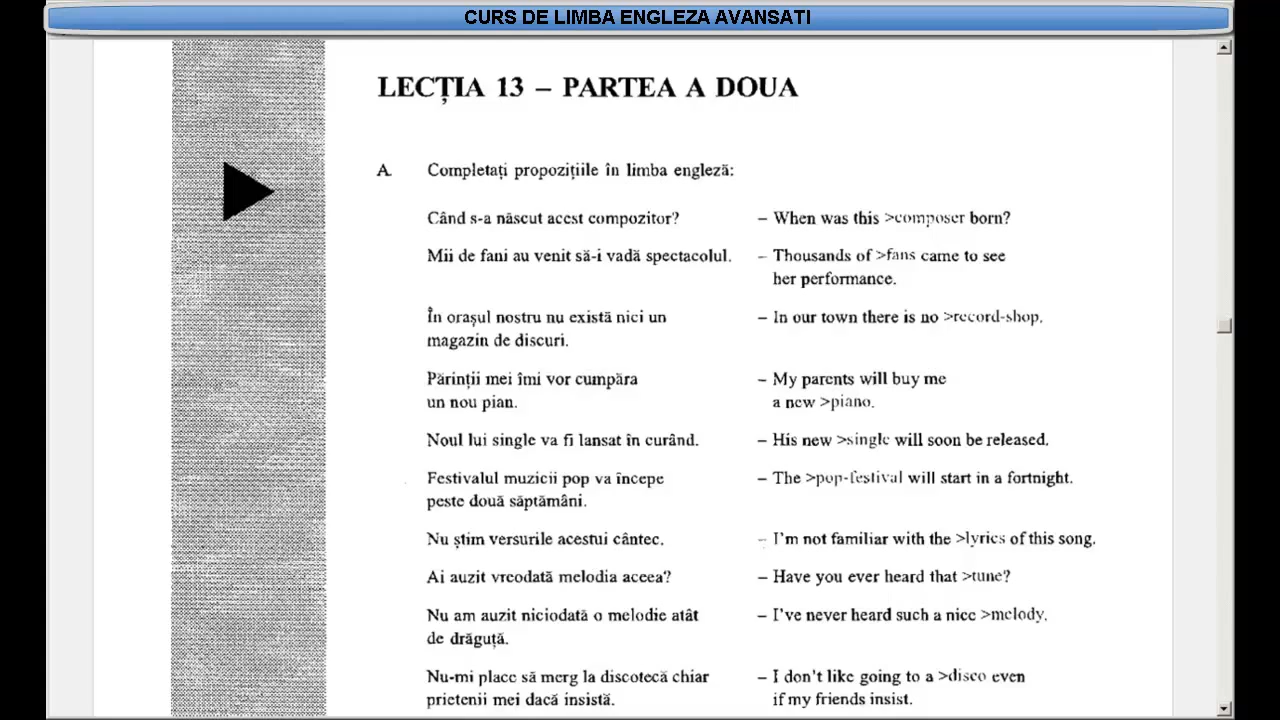 CURS DE LIMBA ENGLEZA AVANSATI
LECȚIA 13 – PARTEA A DOUA
A. Completați propozițiile în limba engleză:
Când s-a născut acest compozitor? – When was this >composer born?
Mii de fani au venit să-i vadă spectacolul. – Thousands of >fans came to see
her performance.
În orașul nostru nu există nici un – In our town there is no >record-shop.
magazin de discuri.
Părinții mei îmi vor cumpăra – My parents will buy me
un nou pian. a new >piano.
Noul lui single va fi lansat în curând. – His new >single will soon be released.
Festivalul muzicii pop va începe – The >pop-festival will start in a fortnight.
peste două săptămâni.
Nu știm versurile acestui cântec. – I'm not familiar with the >lyrics of this song.
Ai auzit vreodată melodia aceea? – Have you ever heard that >tune?
Nu am auzit niciodată o melodie atât – I've never heard such a nice >melody.
de drăguță.
Nu-mi place să merg la discotecă chiar – I don't like going to a >disco even
prietenii mei dacă insistă. if my friends insist.